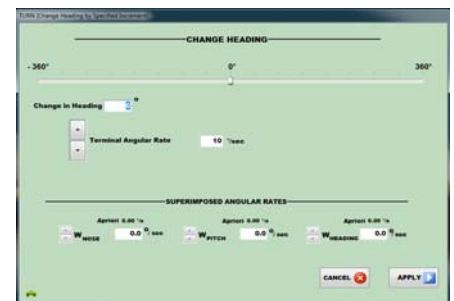 TURN (Change Heading by Specified Increment)
CHANGE HEADING
- 360° 0° 360°
Change in Heading 0 °
Terminal Angular Rate 10 °/sec
SUPERIMPOSED ANGULAR RATES
Apriori 0.00 °/s Apriori 0.00 °/s Apriori 0.00 °/s
W NOSE 0.0 °/ sec W PITCH 0.0 °/ sec W HEADING 0.0 °/ sec
CANCEL APPLY